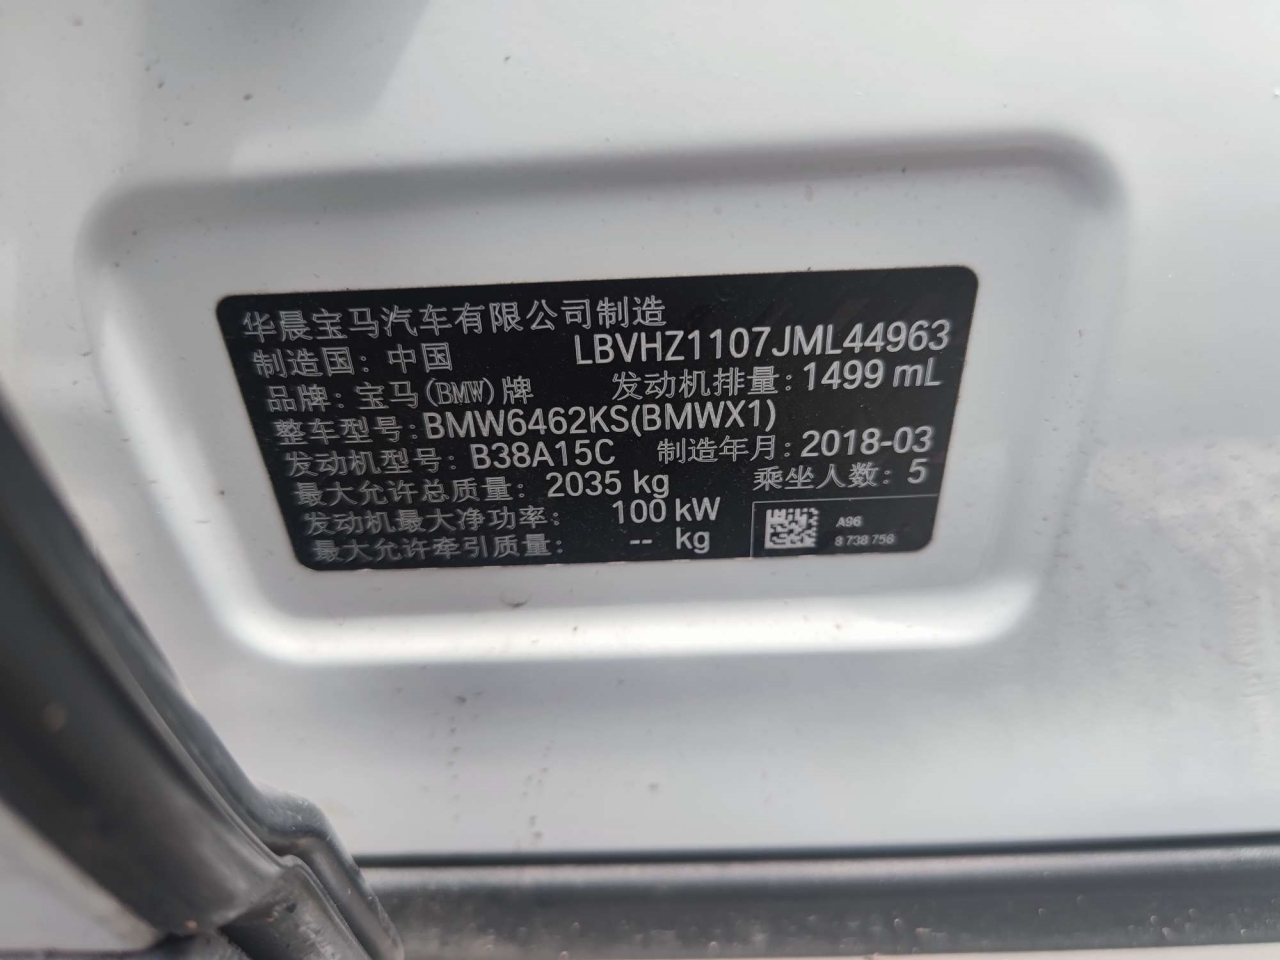 华晨宝马汽车有限公司制造
制造国：中国 LBVHZ1107JML44963
品牌：宝马(BMW)牌 发动机排量：1499 mL
整车型号：BMW6462KS(BMWX1)
发动机型号：B38A15C 制造年月：2018-03
最大允许总质量：2035 kg 乘坐人数：5
发动机最大净功率：100 kW
最大允许牵引质量：-- kg
A96
8 738 756